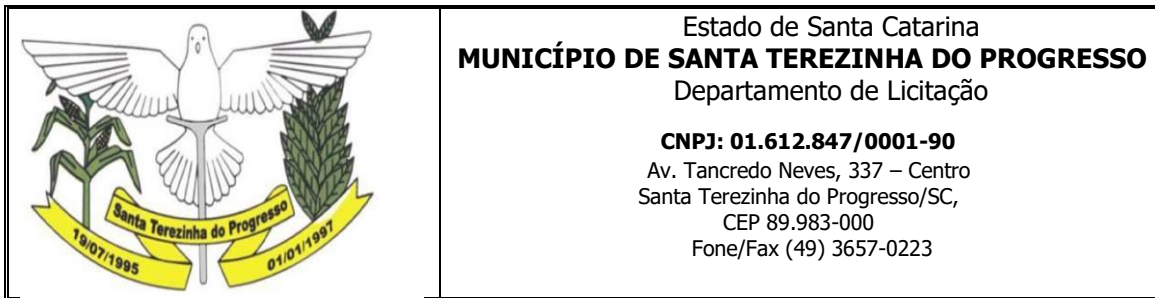 Santa Terezinha do Progresso
19/07/1995
01/01/1997
Estado de Santa Catarina
MUNICÍPIO DE SANTA TEREZINHA DO PROGRESSO
Departamento de Licitação
CNPJ: 01.612.847/0001-90
Av. Tancredo Neves, 337 – Centro
Santa Terezinha do Progresso/SC,
CEP 89.983-000
Fone/Fax (49) 3657-0223